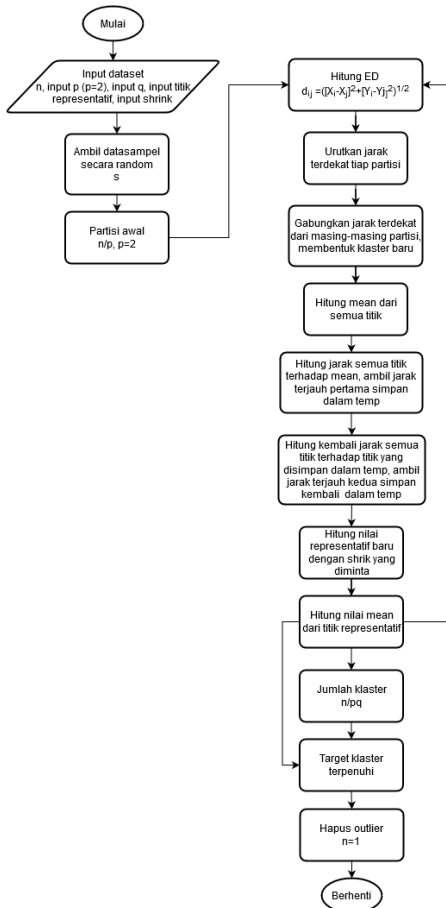 Mulai
Input dataset
n, input p (p=2), input q, input titik
representatif, input shrink
Ambil datasampel
secara random
s
Partisi awal
n/p, p=2
Hitung ED
dij =([Xi-Xj]2+[Yi-Yj]2)1/2
Urutkan jarak
terdekat tiap partisi
Gabungkan jarak terdekat
dari masing-masing partisi,
membentuk klaster baru
Hitung mean dari
semua titik
Hitung jarak semua titik
terhadap mean, ambil jarak
terjauh pertama simpan
dalam temp
Hitung kembali jarak semua
titik terhadap titik yang
disimpan dalam temp, ambil
jarak terjauh kedua simpan
kembali dalam temp
Hitung nilai
representatif baru
dengan shrik yang
diminta
Hitung nilai mean
dari titik representatif
Jumlah klaster
n/pq
Target klaster
terpenuhi
Hapus outlier
n=1
Berhenti